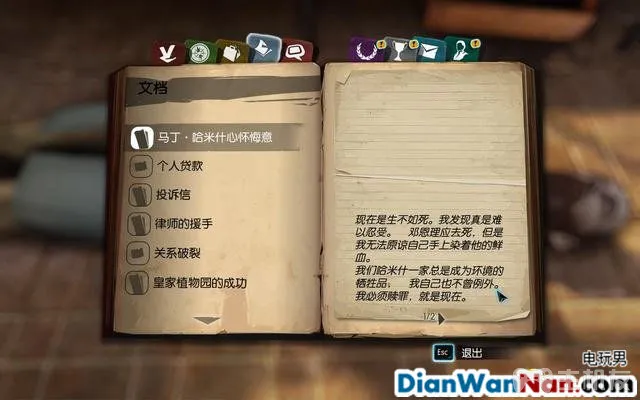 文档
马丁·哈米什心怀悔意
个人贷款
投诉信
律师的援手
关系破裂
皇家植物园的成功
现在是生不如死。我发现真是难
以忍受。 邓恩理应去死，但是
我无法原谅自己手上染着他的鲜
血。
我们哈米什一家总是成为环境的
牺牲品； 我自己也不曾例外。
我必须赎罪，就是现在。
1/2
Esc 退出
电玩男
DianWanNan.com